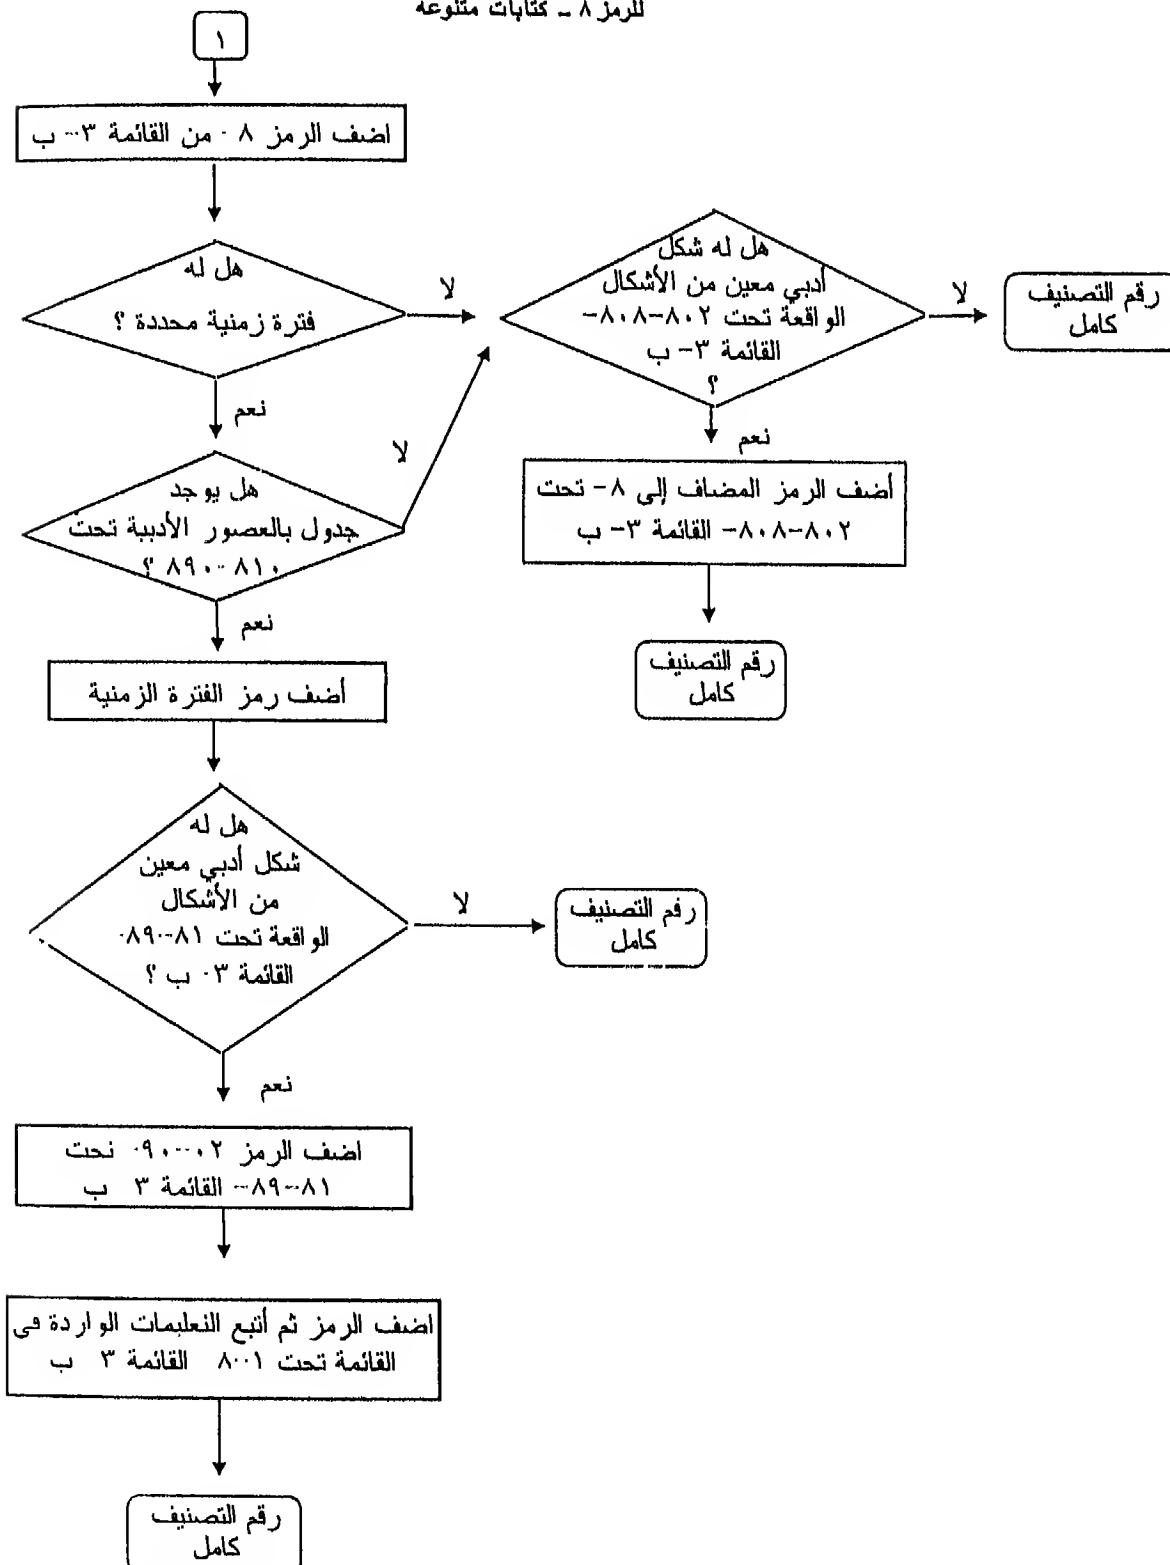 للرمز ٨ ـ كتابات متنوعة
١
اضف الرمز ٨ - من القائمة ٣-- ب
هل له
فترة زمنية محددة ؟
لا
نعم
هل له شكل
أدبي معين من الأشكال
الواقعة تحت ٨٠٢-٨٠٨-
القائمة ٣- ب
؟
لا
رقم التصنيف
كامل
نعم
أضف الرمز المضاف إلى ٨- تحت
٨٠٢-٨٠٨- القائمة ٣- ب
رقم التصنيف
كامل
هل يوجد
جدول بالعصور الأدبية تحت
٨١٠-٨٩٠ ؟
لا
نعم
أضف رمز الفترة الزمنية
هل له
شكل أدبي معين
من الأشكال
الواقعة تحت ٨١-٨٩٠-
القائمة ٣- ب ؟
لا
رقم التصنيف
كامل
نعم
اضف الرمز ٠٢-٠٩٠- تحت
٨١-٨٩- القائمة ٣ ب
اضف الرمز ثم أتبع التعليمات الواردة فى
القائمة تحت ٨٠٠١ القائمة ٣ ب
رقم التصنيف
كامل